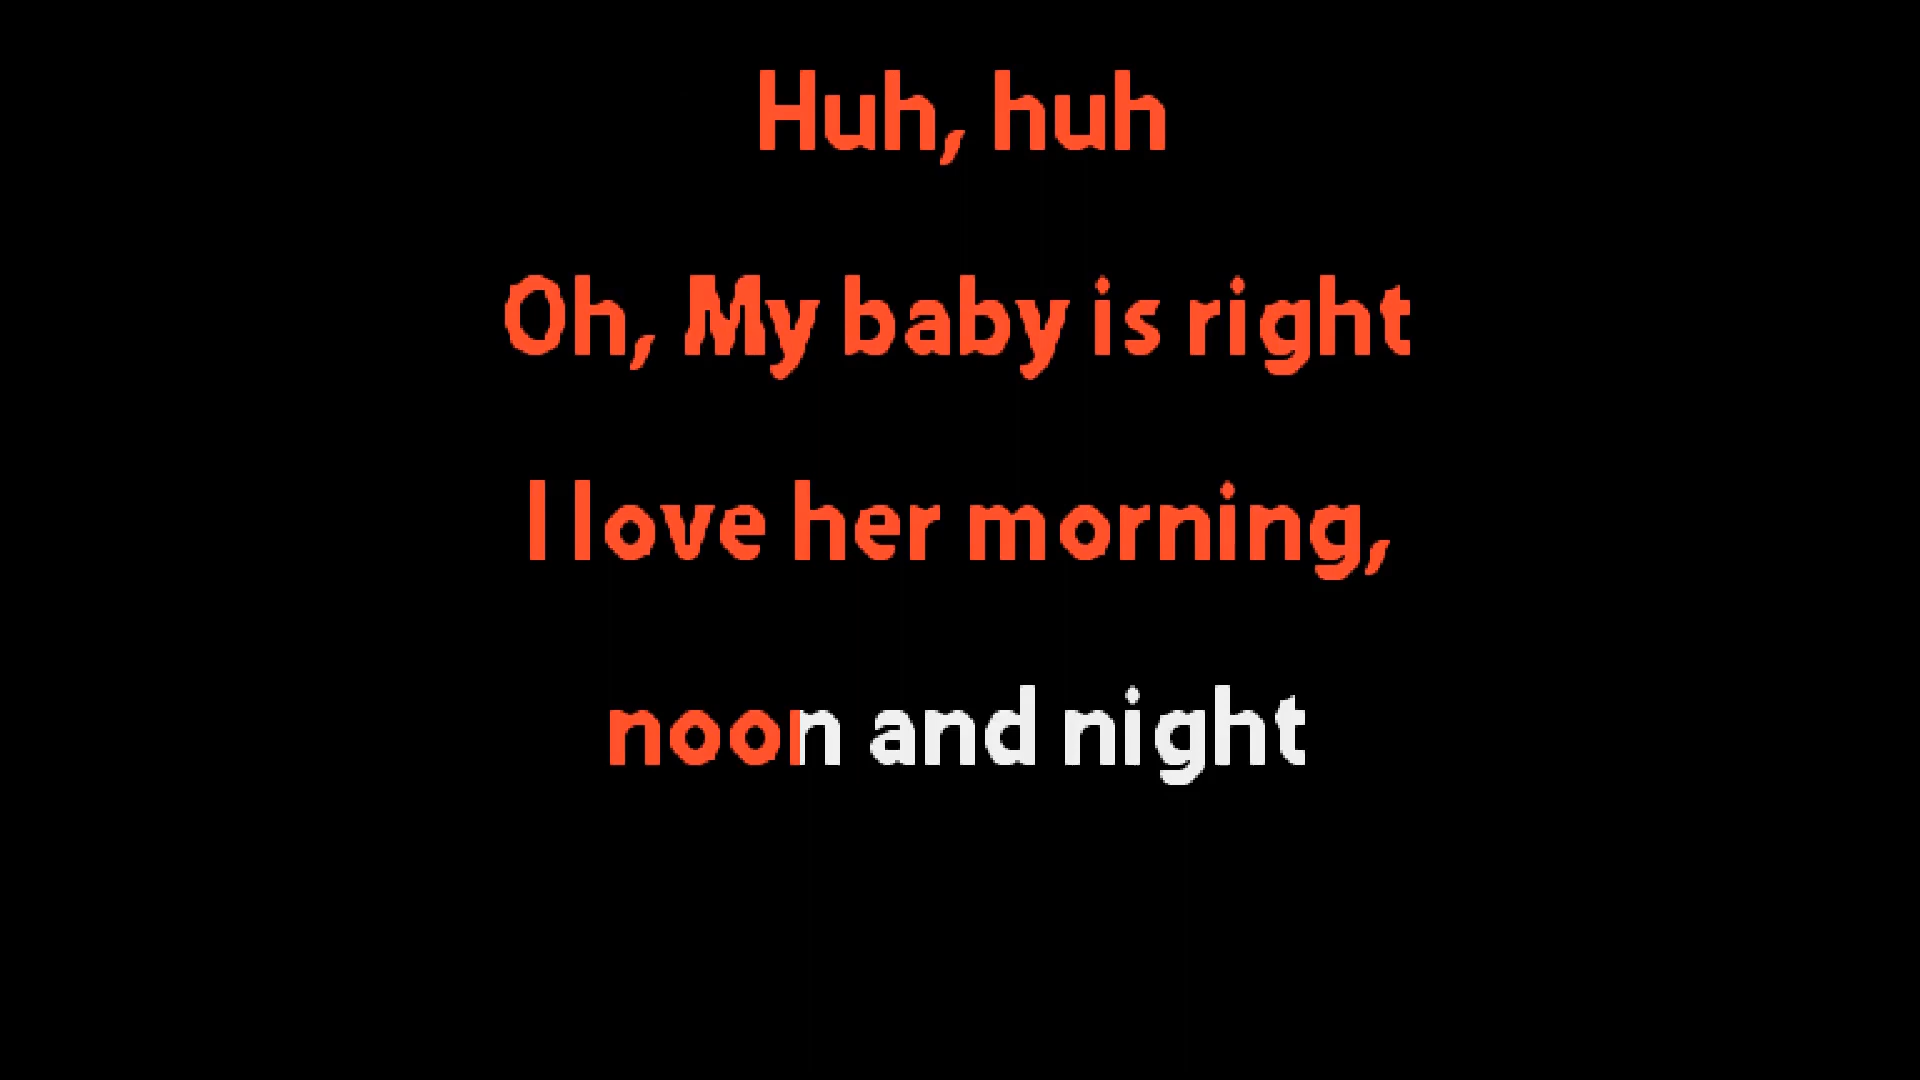 Huh, huh
Oh, My baby is right
I love her morning,
noon and night